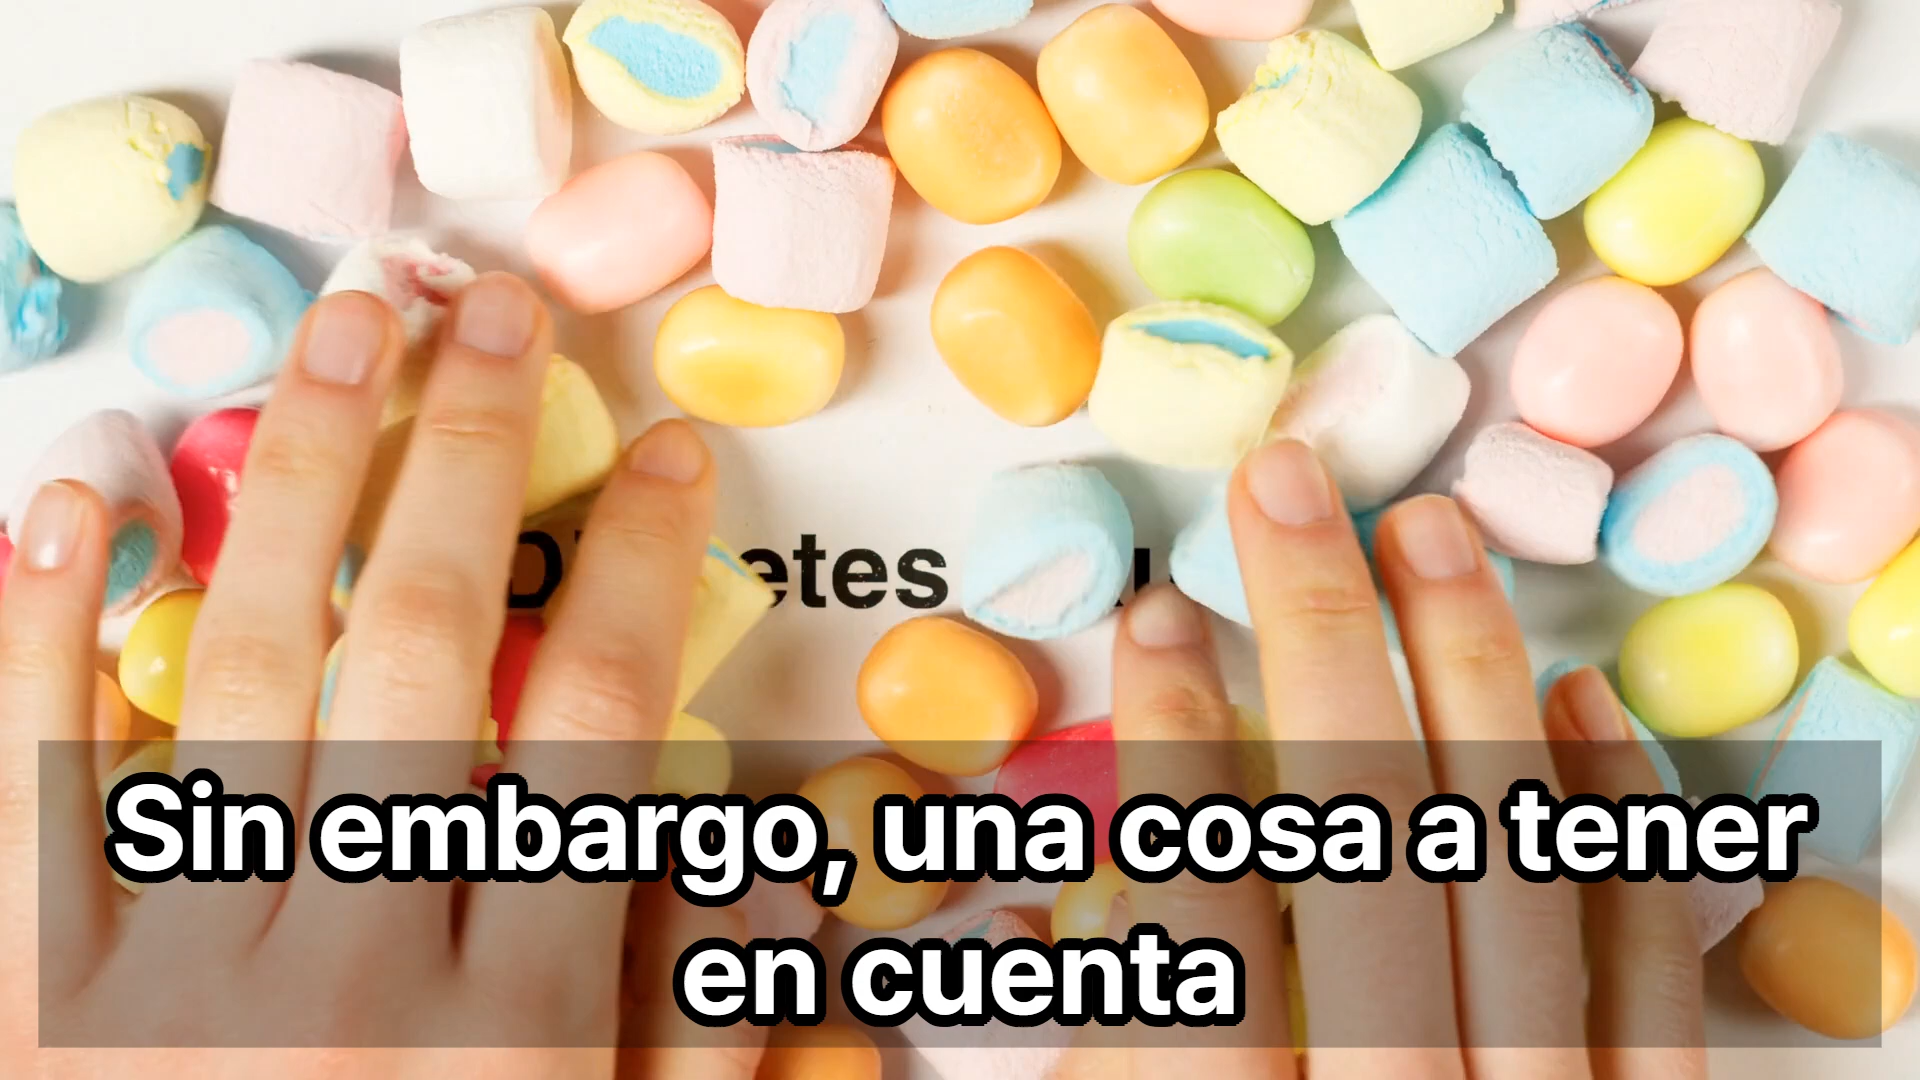 etes
Sin embargo, una cosa a tener
en cuenta